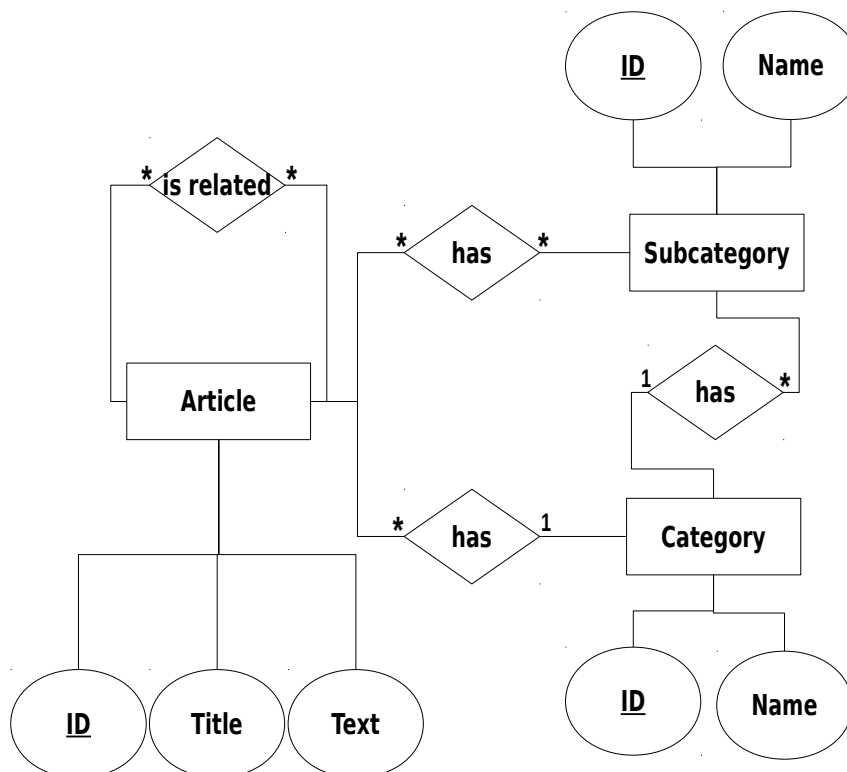 ID
Name
* is related *
* has *
Subcategory
Article
1 has *
* has 1
Category
ID
Name
ID
Title
Text